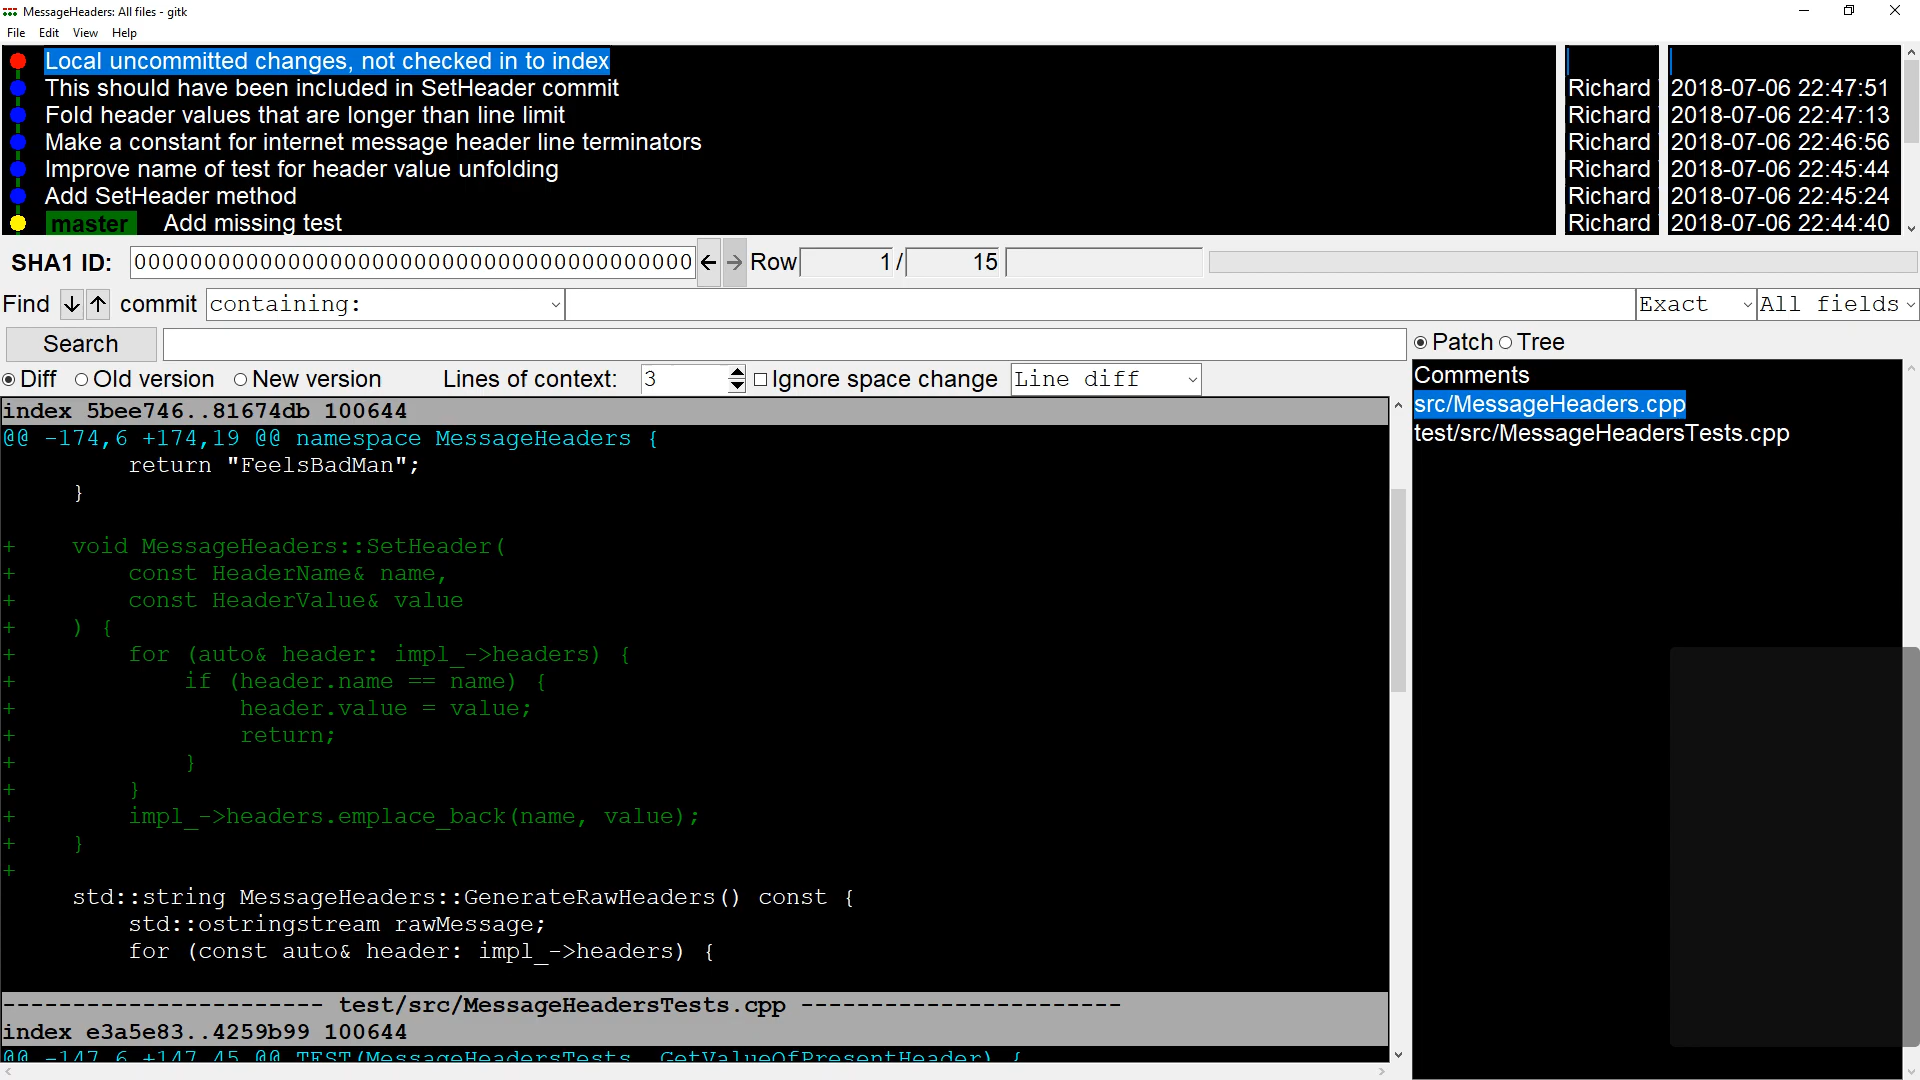 MessageHeaders: All files - gitk
File Edit View Help
Local uncommitted changes, not checked in to index
This should have been included in SetHeader commit Richard 2018-07-06 22:47:51
Fold header values that are longer than line limit Richard 2018-07-06 22:47:13
Make a constant for internet message header line terminators Richard 2018-07-06 22:46:56
Improve name of test for header value unfolding Richard 2018-07-06 22:45:44
Add SetHeader method Richard 2018-07-06 22:45:24
master Add missing test Richard 2018-07-06 22:44:40
SHA1 ID: 0000000000000000000000000000000000000000 Row 1 / 15
Find commit containing: Exact All fields
Search Patch Tree
Diff Old version New version Lines of context: 3 Ignore space change Line diff
Comments
src/MessageHeaders.cpp
test/src/MessageHeadersTests.cpp
index 5bee746..81674db 100644
@@ -174,6 +174,19 @@ namespace MessageHeaders {
        return "FeelsBadMan";
    }
+    void MessageHeaders::SetHeader(
+        const HeaderName& name,
+        const HeaderValue& value
+    ) {
+        for (auto& header: impl_->headers) {
+            if (header.name == name) {
+                header.value = value;
+                return;
+            }
+        }
+        impl_->headers.emplace_back(name, value);
+    }
+
    std::string MessageHeaders::GenerateRawHeaders() const {
        std::ostringstream rawMessage;
        for (const auto& header: impl_->headers) {
----------------------- test/src/MessageHeadersTests.cpp -----------------------
index e3a5e83..4259b99 100644
@@ -147,6 +147,45 @@ TEST(MessageHeadersTests, GetValueOfPresentHeader) {